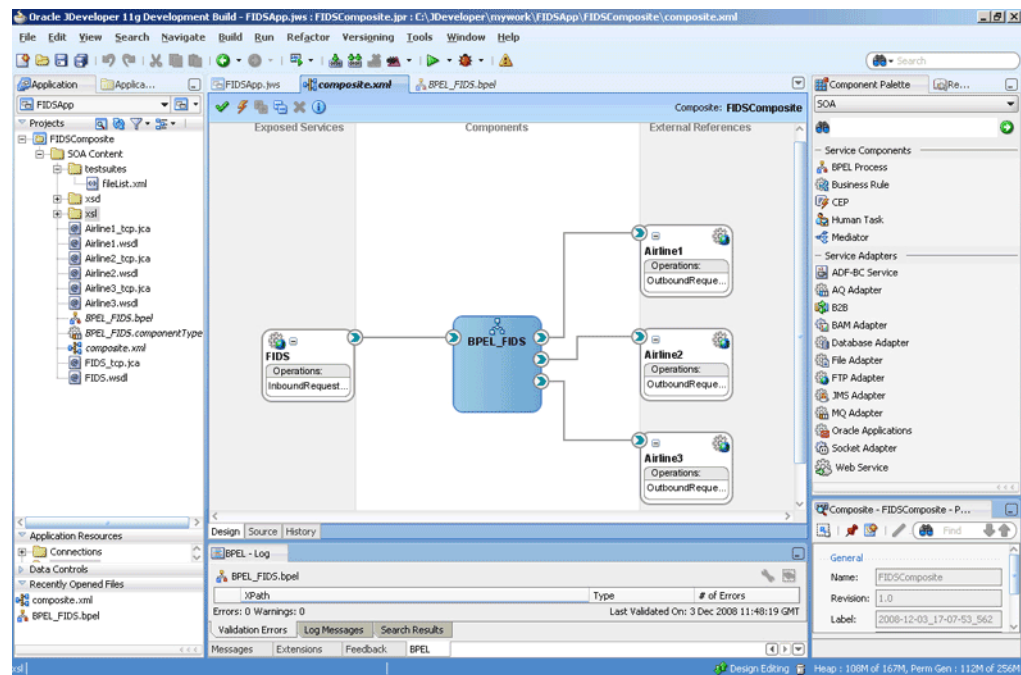 Oracle JDeveloper 11g Development Build - FIDSApp.jws : FIDSComposite.jpr : C:\JDeveloper\mywork\FIDSApp\FIDSComposite\composite.xml
File Edit View Search Navigate Build Run Refactor Versigning Tools Window Help
Search
Application
Applica...
FIDSApp
Projects
FIDSComposite
SOA Content
testsuites
fileList.xml
xsd
xsl
Airline1_tcp.jca
Airline1.wsdl
Airline2_tcp.jca
Airline2.wsdl
Airline3_tcp.jca
Airline3.wsdl
BPEL_FIDS.bpel
BPEL_FIDS.componentType
composite.xml
FIDS_tcp.jca
FIDS.wsdl
Application Resources
Connections
Data Controls
Recently Opened Files
composite.xml
BPEL_FIDS.bpel
FIDSApp.jws
composite.xml
BPEL_FIDS.bpel
Composite: FIDSComposite
Exposed Services
Components
External References
FIDS
Operations:
InboundRequest...
BPEL_FIDS
Airline1
Operations:
OutboundReque...
Airline2
Operations:
OutboundReque...
Airline3
Operations:
OutboundReque...
Design Source History
BPEL - Log
BPEL_FIDS.bpel
XPath Type # of Errors
Errors: 0 Warnings: 0
Last Validated On: 3 Dec 2008 11:48:19 GMT
Validation Errors Log Messages Search Results
Messages Extensions Feedback BPEL
Component Palette
Re...
SOA
Service Components
BPEL Process
Business Rule
CEP
Human Task
Mediator
Service Adapters
ADF-BC Service
AQ Adapter
B2B
BAM Adapter
Database Adapter
File Adapter
FTP Adapter
JMS Adapter
MQ Adapter
Oracle Applications
Socket Adapter
Web Service
Composite - FIDSComposite - P...
Find
General
Name: FIDSComposite
Revision: 1.0
Label: 2008-12-03_17-07-53_562
xsl
Design Editing
Heap : 108M of 167M, Perm Gen : 112M of 256M